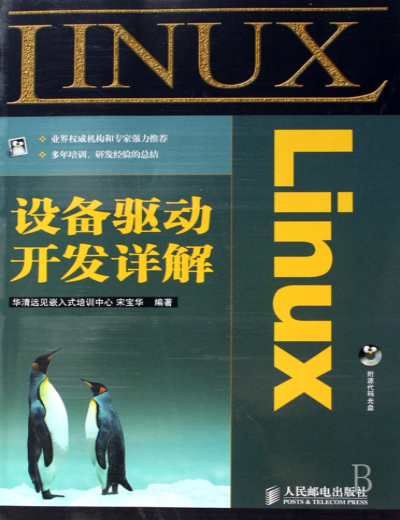 LINUX
业界权威机构和专家强力推荐
多年培训、研发经验的总结
Linux
设备驱动
开发详解
华清远见嵌入式培训中心 宋宝华 编著
附源代码光盘
B
人民邮电出版社
POSTS & TELECOM PRESS